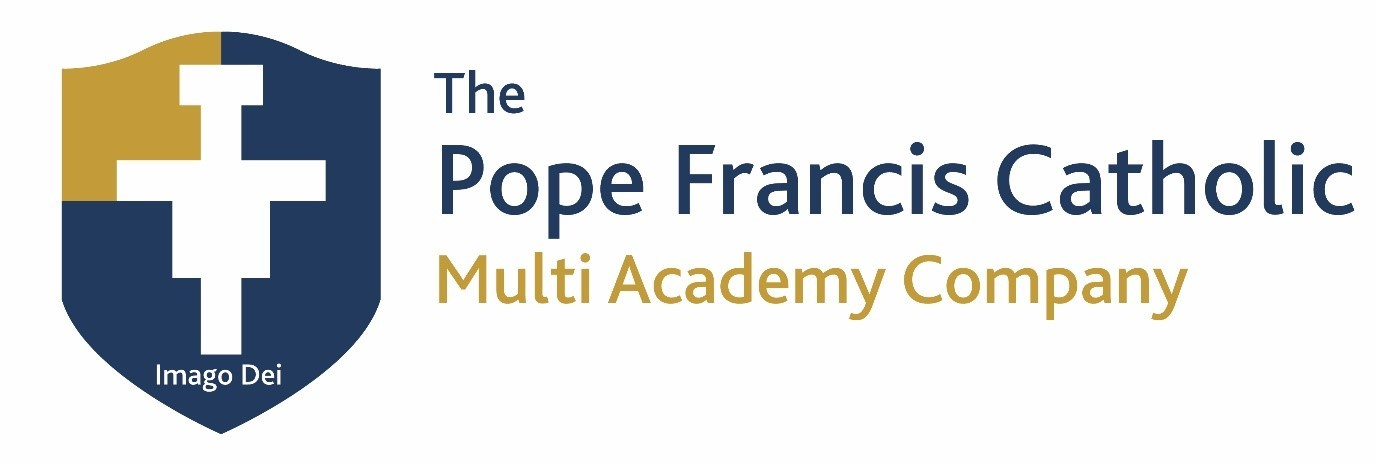 The
Pope Francis Catholic
Multi Academy Company
Imago Dei